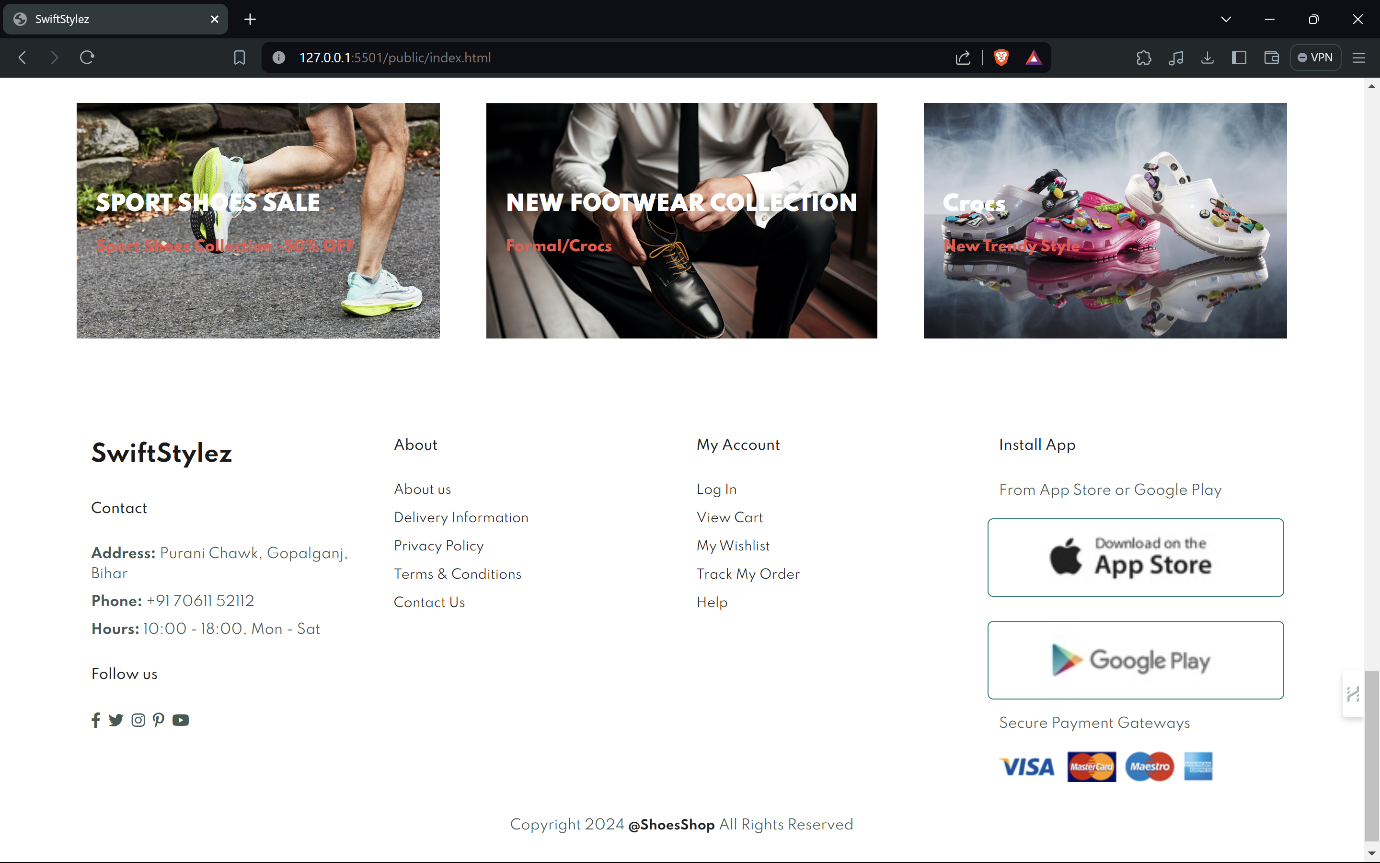 SwiftStylez
127.0.0.1:5501/public/index.html
VPN
SPORT SHOES SALE
Sport Shoes Collection -50% OFF
NEW FOOTWEAR COLLECTION
Formal/Crocs
Crocs
New Trendy Style
SwiftStylez
Contact
Address: Purani Chawk, Gopalganj,
Bihar
Phone: +91 70611 52112
Hours: 10:00 - 18:00, Mon - Sat
Follow us
About
About us
Delivery Information
Privacy Policy
Terms & Conditions
Contact Us
My Account
Log In
View Cart
My Wishlist
Track My Order
Help
Install App
From App Store or Google Play
Download on the
App Store
Google Play
Secure Payment Gateways
VISA MasterCard Maestro
Copyright 2024 @ShoesShop All Rights Reserved